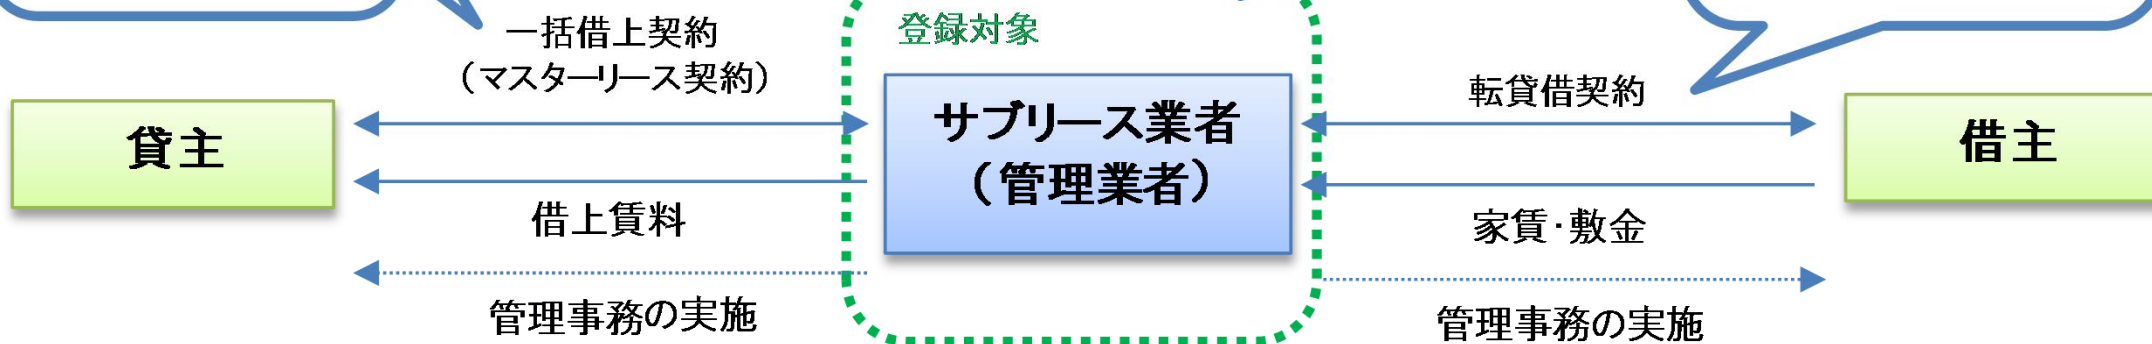 一括借上契約
（マスターリース契約）
登録対象
転貸借契約
貸主
サブリース業者
（管理業者）
借主
借上賃料
家賃・敷金
管理事務の実施
管理事務の実施